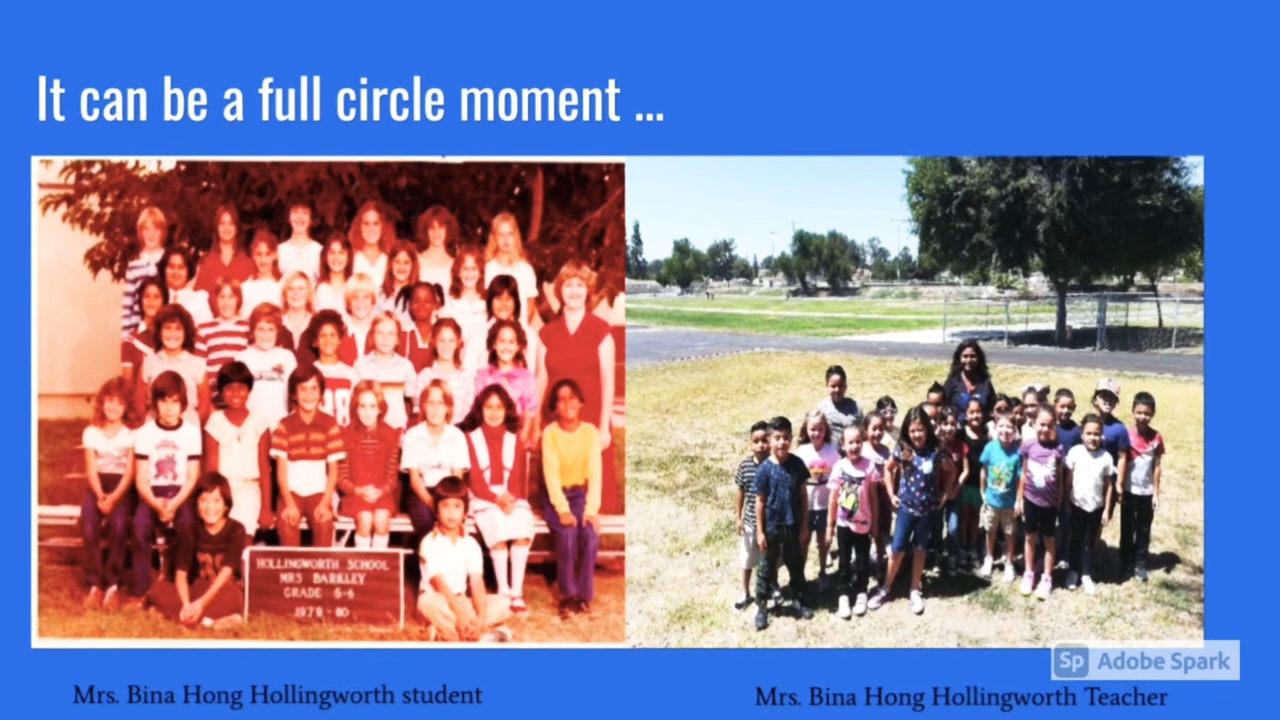 It can be a full circle moment ...
HOLLINGWORTH SCHOOL
MRS BARKLEY
GRADE 5-6
1979 - 80
Mrs. Bina Hong Hollingworth student
Mrs. Bina Hong Hollingworth Teacher
Sp Adobe Spark